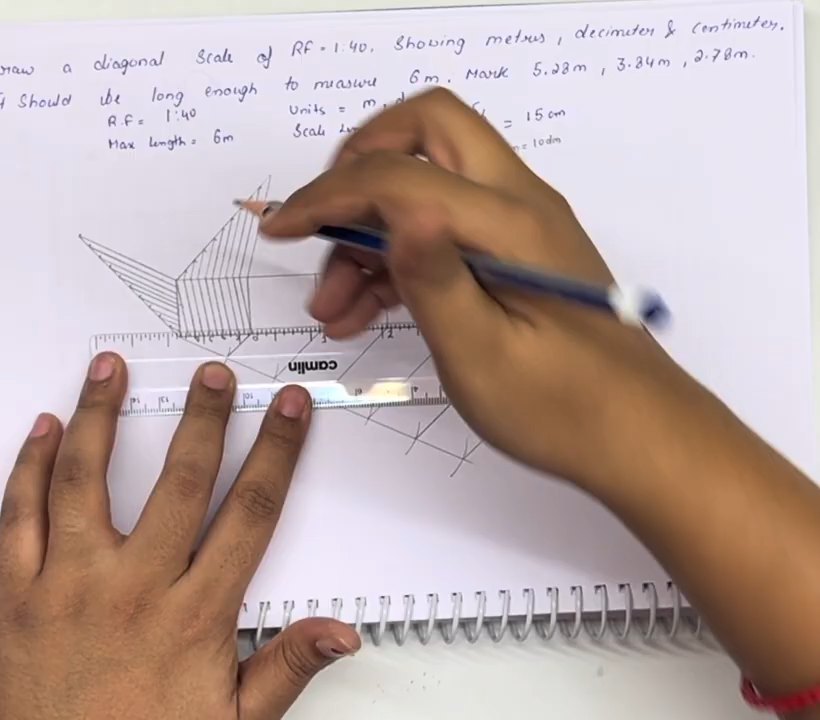 raw a diagonal Scale of RF = 1:40. Showing metres, decimeter & centimeter.
t Should be long enough to measure 6m. Mark 5.28m, 3.84m, 2.78m.
R.F = 1:40 Units = m, = 15 cm
Max Length = 6m Scale = 10dm
camlin